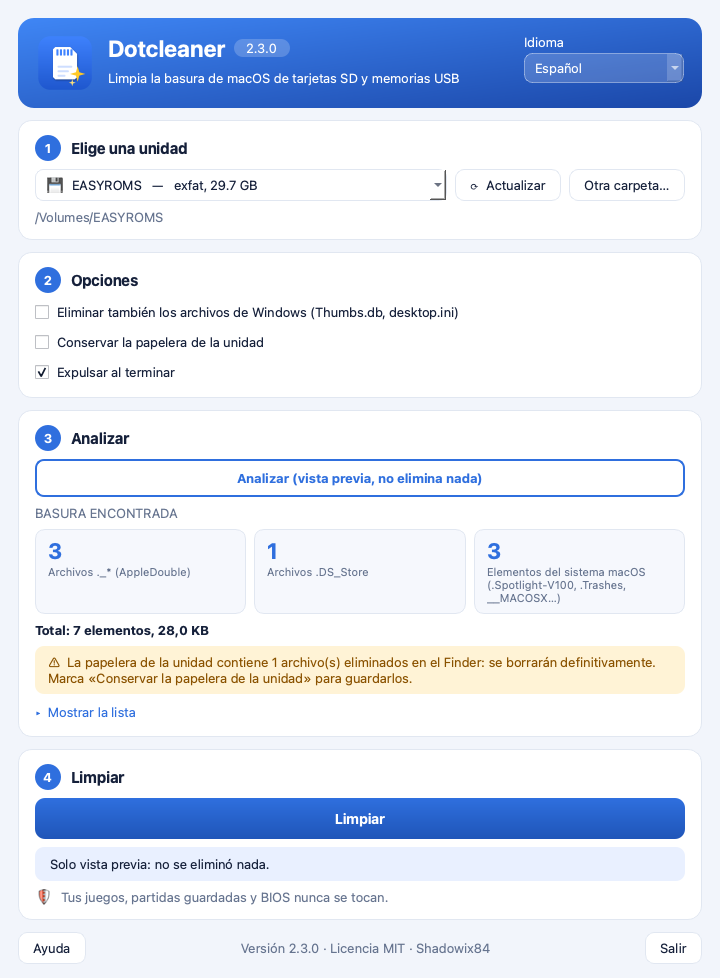 Dotcleaner 2.3.0
Limpia la basura de macOS de tarjetas SD y memorias USB
Idioma
Español
1 Elige una unidad
EASYROMS — exfat, 29.7 GB
Actualizar
Otra carpeta...
/Volumes/EASYROMS
2 Opciones
Eliminar también los archivos de Windows (Thumbs.db, desktop.ini)
Conservar la papelera de la unidad
Expulsar al terminar
3 Analizar
Analizar (vista previa, no elimina nada)
BASURA ENCONTRADA
3
Archivos ._* (AppleDouble)
1
Archivos .DS_Store
3
Elementos del sistema macOS
(.Spotlight-V100, .Trashes,
__MACOSX...)
Total: 7 elementos, 28,0 KB
⚠ La papelera de la unidad contiene 1 archivo(s) eliminados en el Finder: se borrarán definitivamente.
Marca «Conservar la papelera de la unidad» para guardarlos.
▸ Mostrar la lista
4 Limpiar
Limpiar
Solo vista previa: no se eliminó nada.
Tus juegos, partidas guardadas y BIOS nunca se tocan.
Ayuda
Versión 2.3.0 · Licencia MIT · Shadowix84
Salir